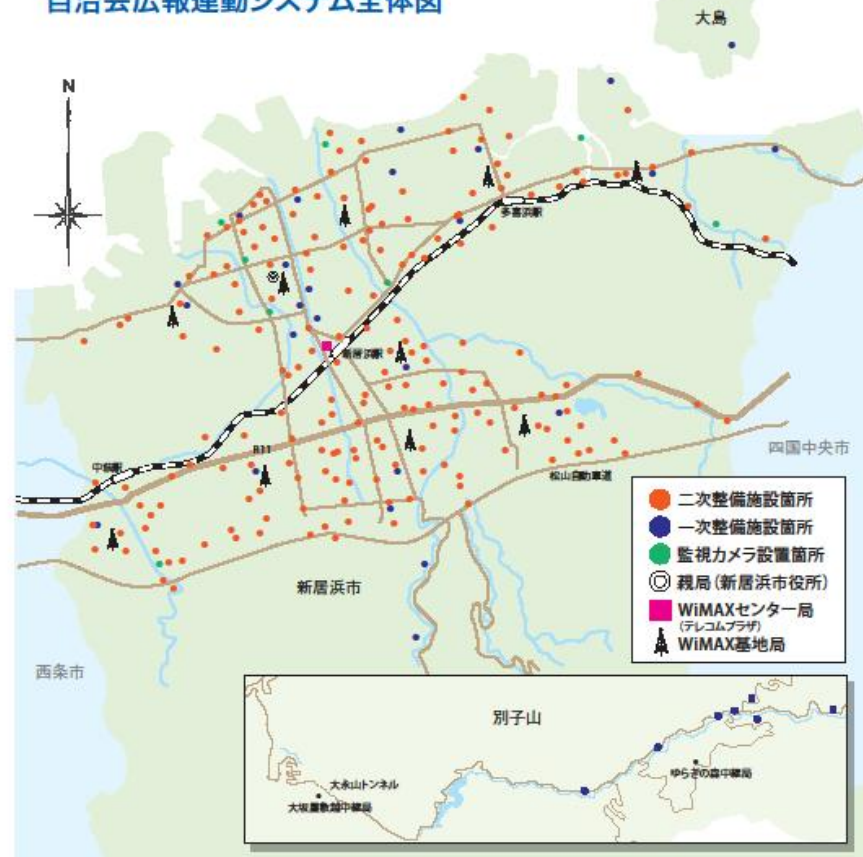 自治会広報連動システム全体図
大島
N
多喜浜駅
新居浜駅
中萩駅
R11
四国中央市
松山自動車道
二次整備施設箇所
一次整備施設箇所
監視カメラ設置箇所
親局(新居浜市役所)
WiMAXセンター局
(テレコムプラザ)
WiMAX基地局
新居浜市
西条市
別子山
ゆらぎの森中継局
大永山トンネル
大坂屋敷越中継局